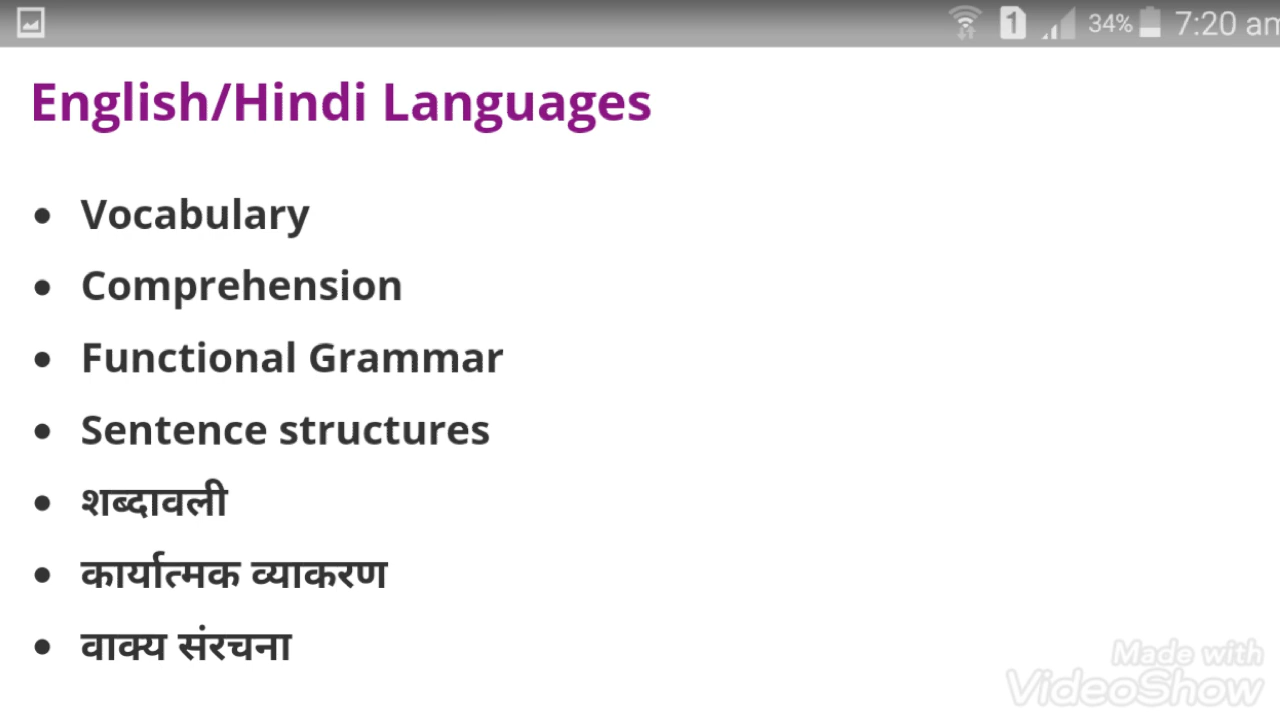 1 34% 7:20 am
English/Hindi Languages
• Vocabulary
• Comprehension
• Functional Grammar
• Sentence structures
• शब्दावली
• कार्यात्मक व्याकरण
• वाक्य संरचना
Made with
VideoShow